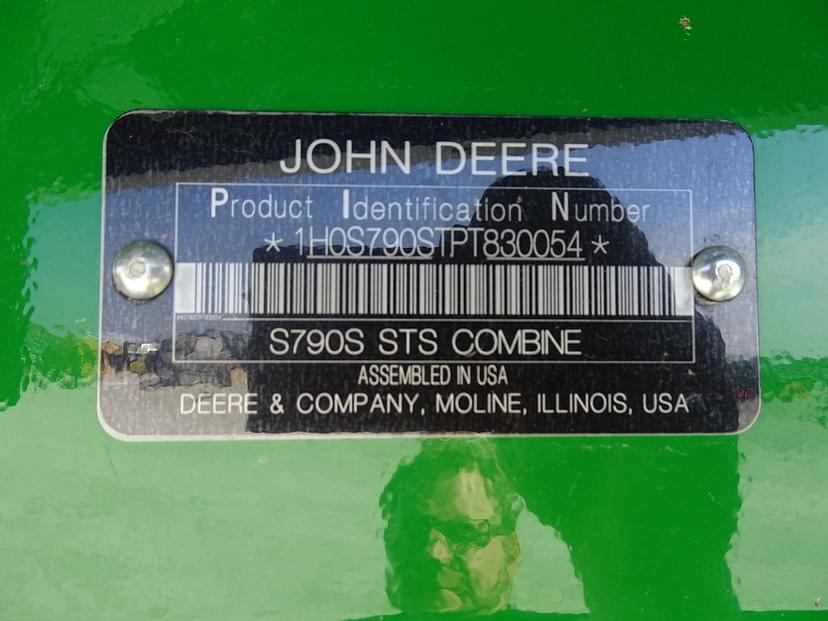 JOHN DEERE
Product Identification Number
* 1H0S790STPT830054 *
S790S STS COMBINE
ASSEMBLED IN USA
DEERE & COMPANY, MOLINE, ILLINOIS, USA